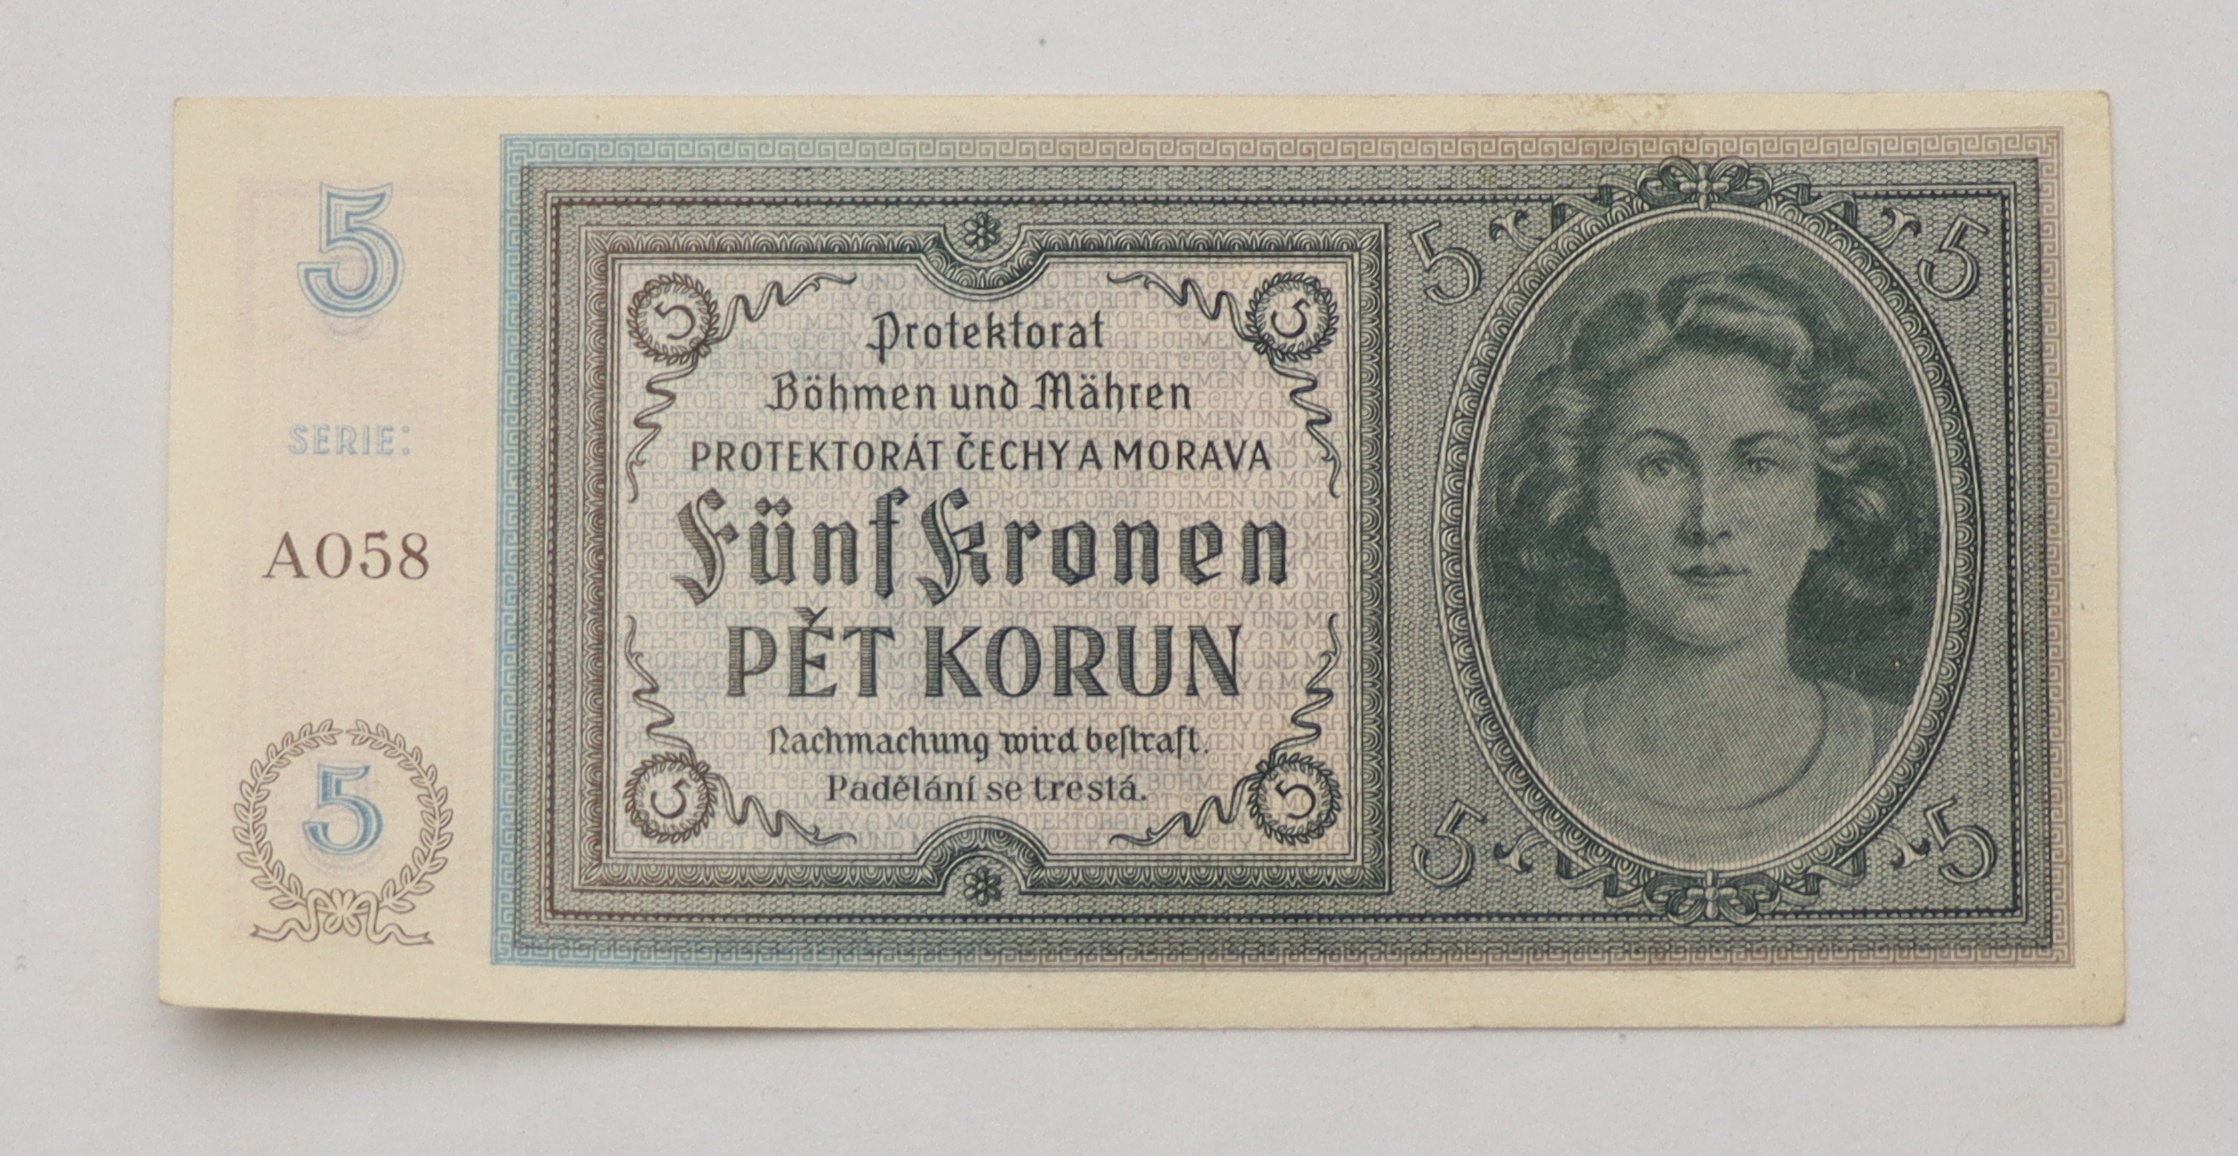 5
SERIE:
A058
5
5
5
Protektorat
Böhmen und Mähren
PROTEKTORÁT ČECHY A MORAVA
Fünf Kronen
PĚT KORUN
Nachmachung wird beſtraft.
Padělání se trestá.
5
5
5
5
5
5